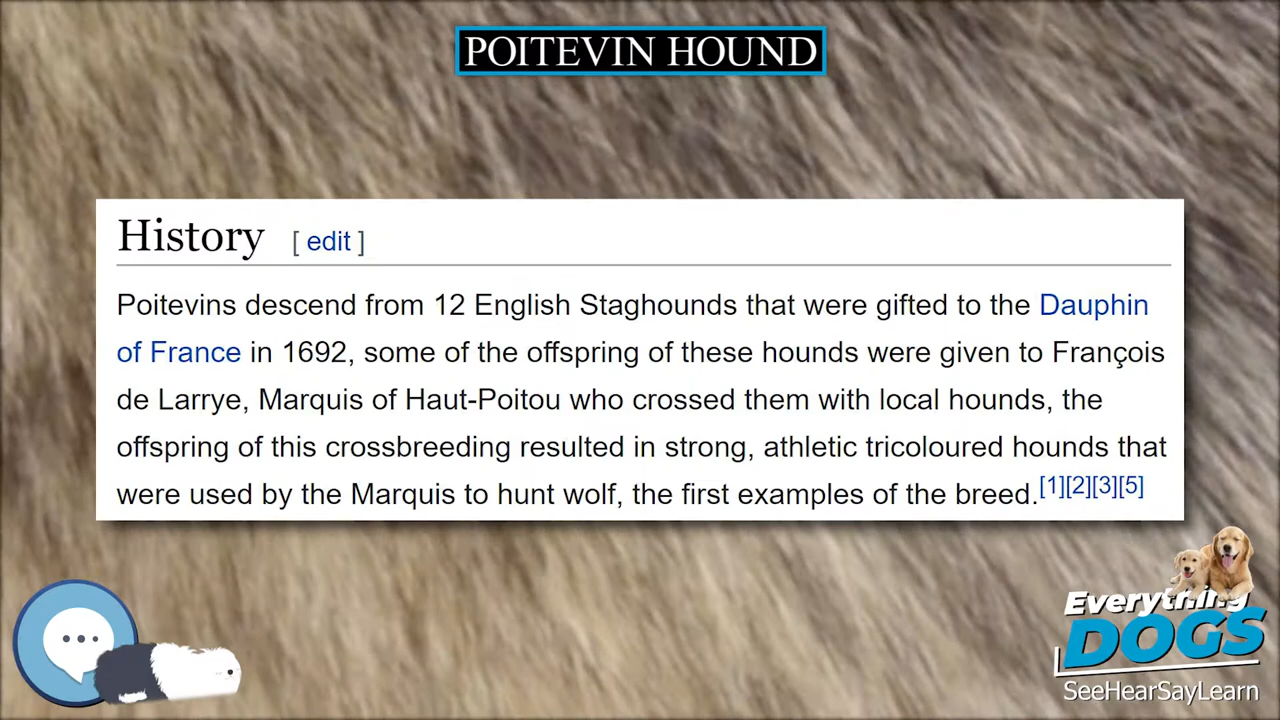 POITEVIN HOUND
History [ edit ]
Poitevins descend from 12 English Staghounds that were gifted to the Dauphin
of France in 1692, some of the offspring of these hounds were given to François
de Larrye, Marquis of Haut-Poitou who crossed them with local hounds, the
offspring of this crossbreeding resulted in strong, athletic tricoloured hounds that
were used by the Marquis to hunt wolf, the first examples of the breed.[1][2][3][5]
Everything
DOGS
SeeHearSayLearn